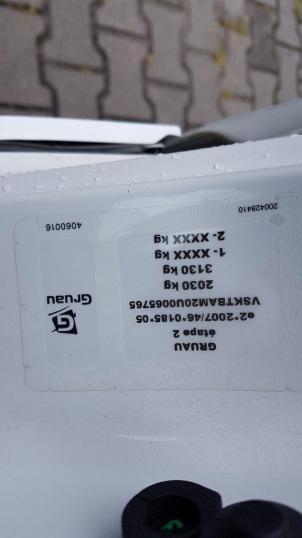 GRUAU
étape 2
e2*2007/46*0185*05
VSKTBAM20U0065765
2030 kg
3130 kg
1- XXXX kg
2- XXXX kg
Gruau
4060016
200428410